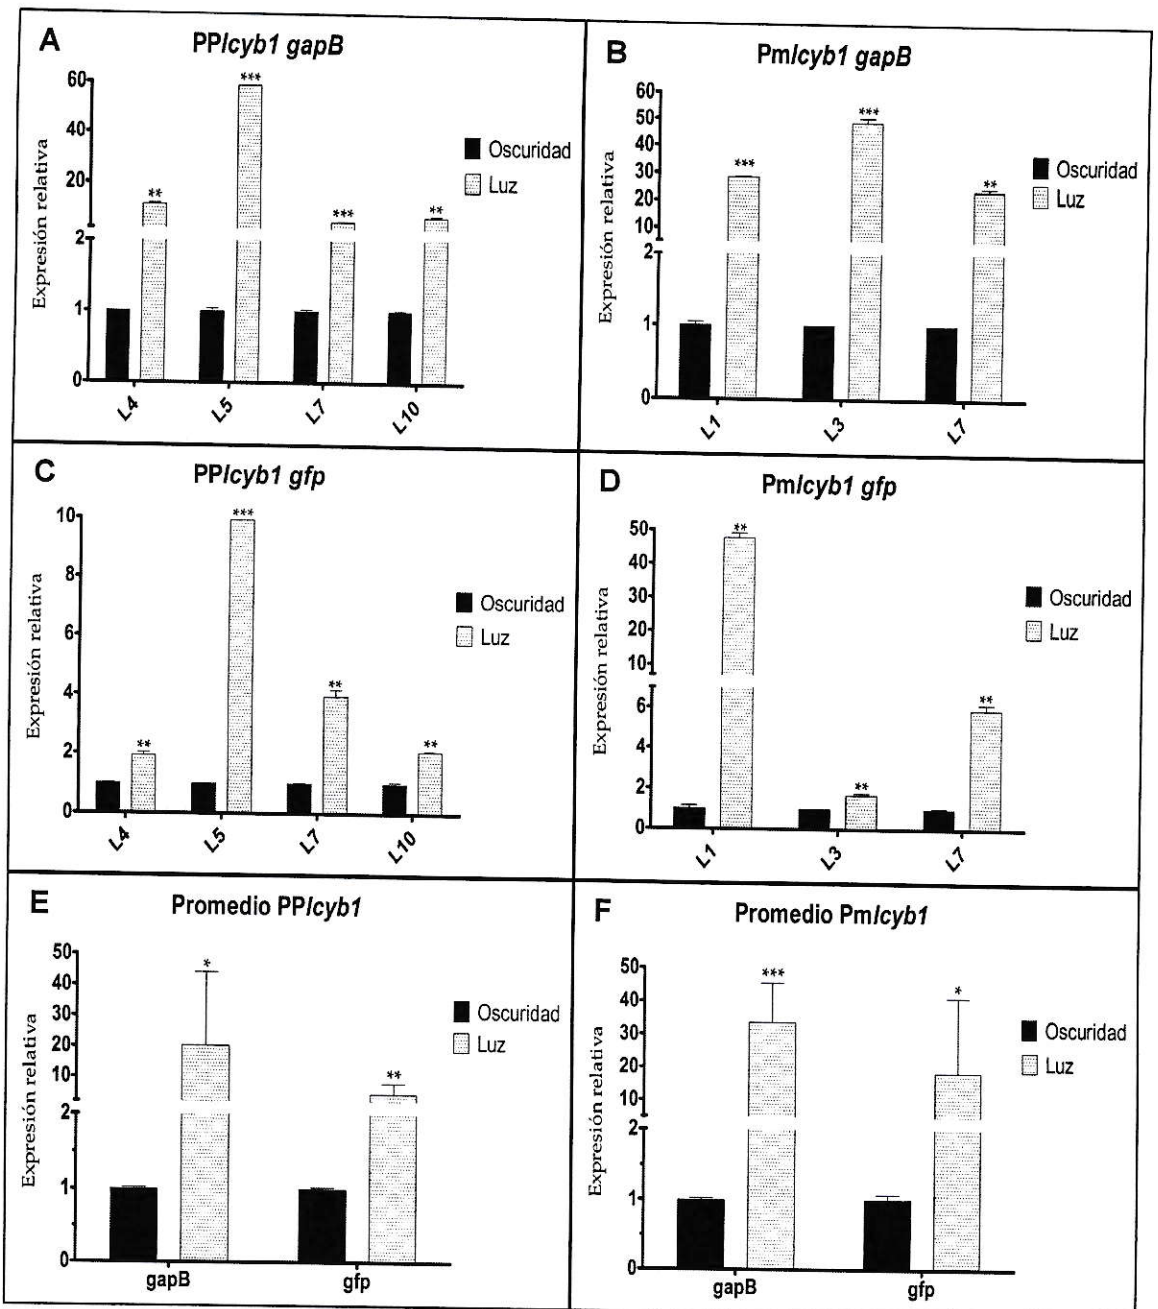 A
PPlcyb1 gapB
Expresión relativa
60
40
20
2
1
0
**
***
***
**
L4
L5
L7
L10
Oscuridad
Luz
B
Pmlcyb1 gapB
Expresión relativa
60
50
40
30
20
10
2
1
0
***
***
**
L1
L3
L7
Oscuridad
Luz
C
PPlcyb1 gfp
Expresión relativa
10
8
6
4
2
0
**
***
**
**
L4
L5
L7
L10
Oscuridad
Luz
D
Pmlcyb1 gfp
Expresión relativa
50
40
30
20
10
6
4
2
0
**
**
**
L1
L3
L7
Oscuridad
Luz
E
Promedio PPlcyb1
Expresión relativa
50
40
30
20
10
2
1
0
*
**
gapB
gfp
Oscuridad
Luz
F
Promedio Pmlcyb1
Expresión relativa
50
40
30
20
10
2
1
0
***
*
gapB
gfp
Oscuridad
Luz